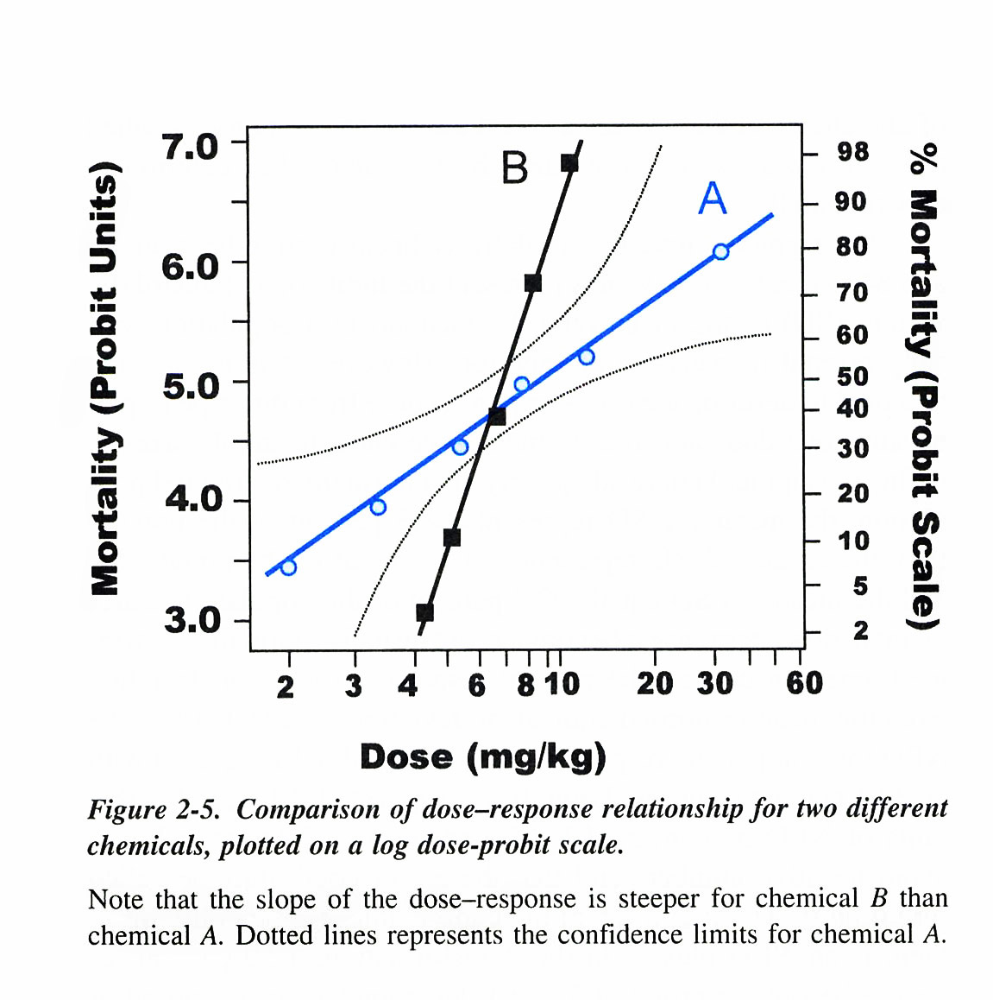 7.0
6.0
5.0
4.0
3.0
Mortality (Probit Units)
B
A
98
90
80
70
60
50
40
30
20
10
5
2
% Mortality (Probit Scale)
2 3 4 6 8 10 20 30 60
Dose (mg/kg)
Figure 2-5. Comparison of dose–response relationship for two different
chemicals, plotted on a log dose-probit scale.
Note that the slope of the dose–response is steeper for chemical B than
chemical A. Dotted lines represents the confidence limits for chemical A.